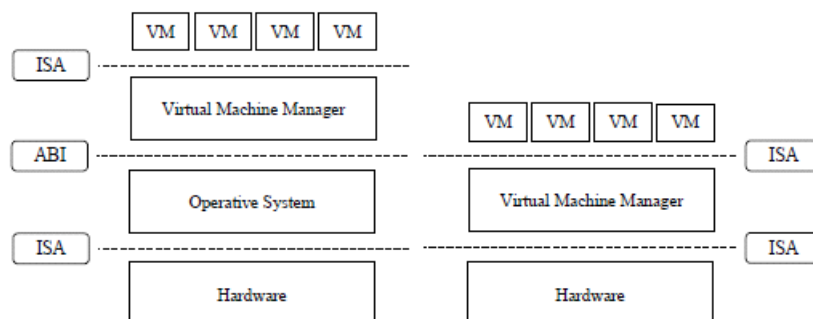 VM VM VM VM
ISA
Virtual Machine Manager
VM VM VM VM
ABI
ISA
Operative System
Virtual Machine Manager
ISA
ISA
Hardware
Hardware